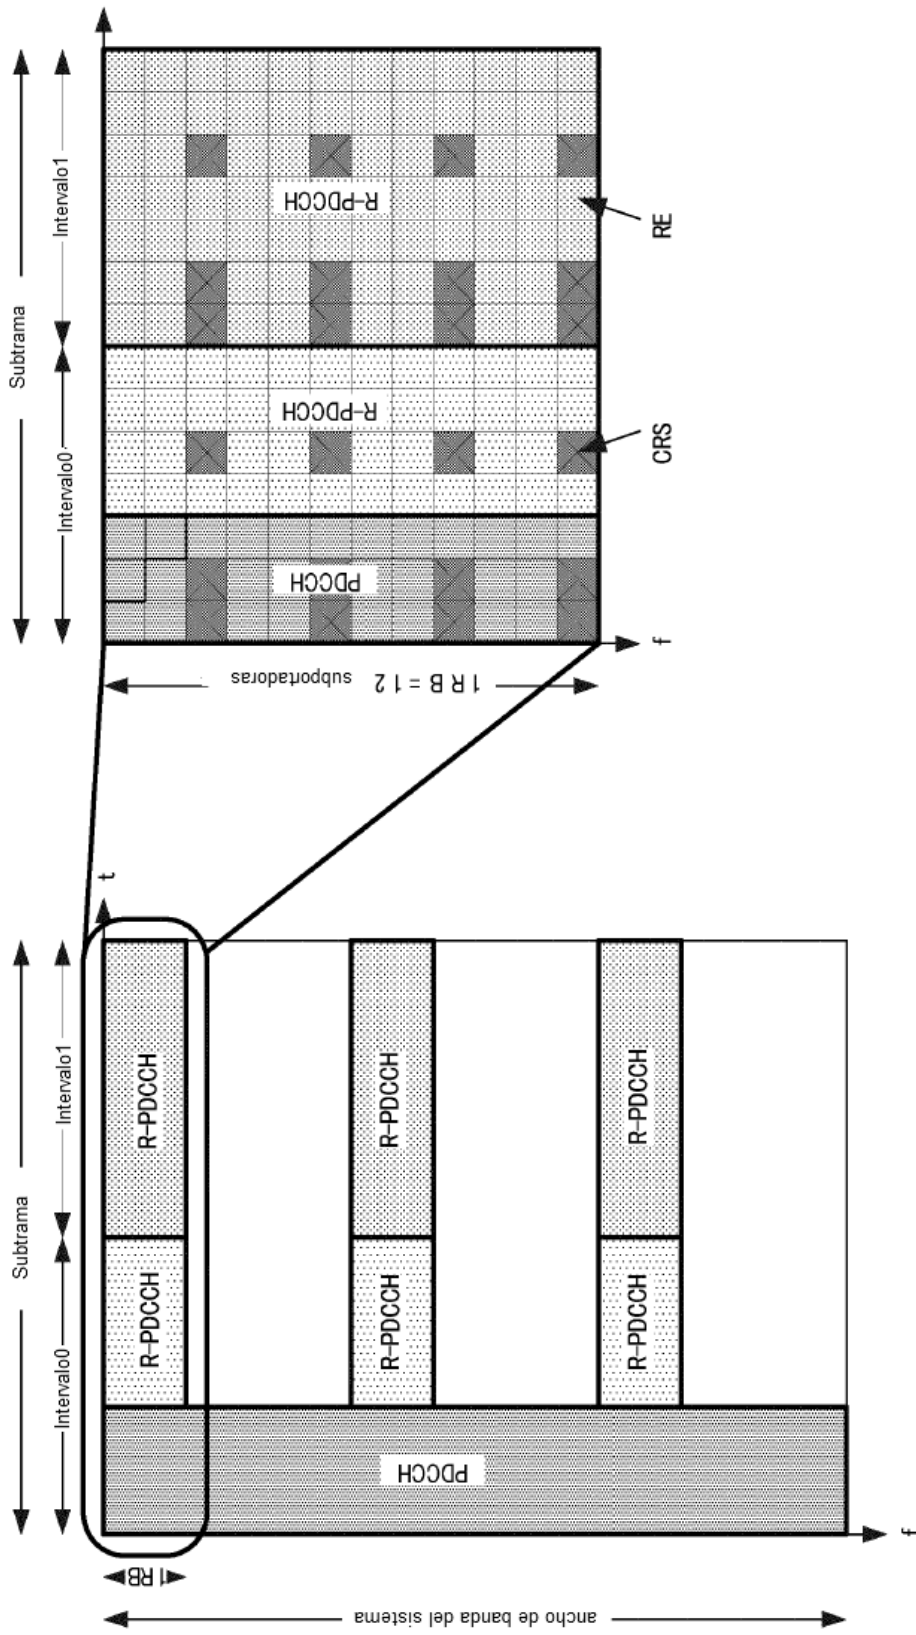 Subtrama
Intervalo0
Intervalo1
PDCCH
R-PDCCH
R-PDCCH
1 R B = 1 2 subportadoras
f
CRS
RE
Subtrama
Intervalo0
Intervalo1
t
1 RB
R-PDCCH
R-PDCCH
R-PDCCH
R-PDCCH
R-PDCCH
R-PDCCH
PDCCH
ancho de banda del sistema
f